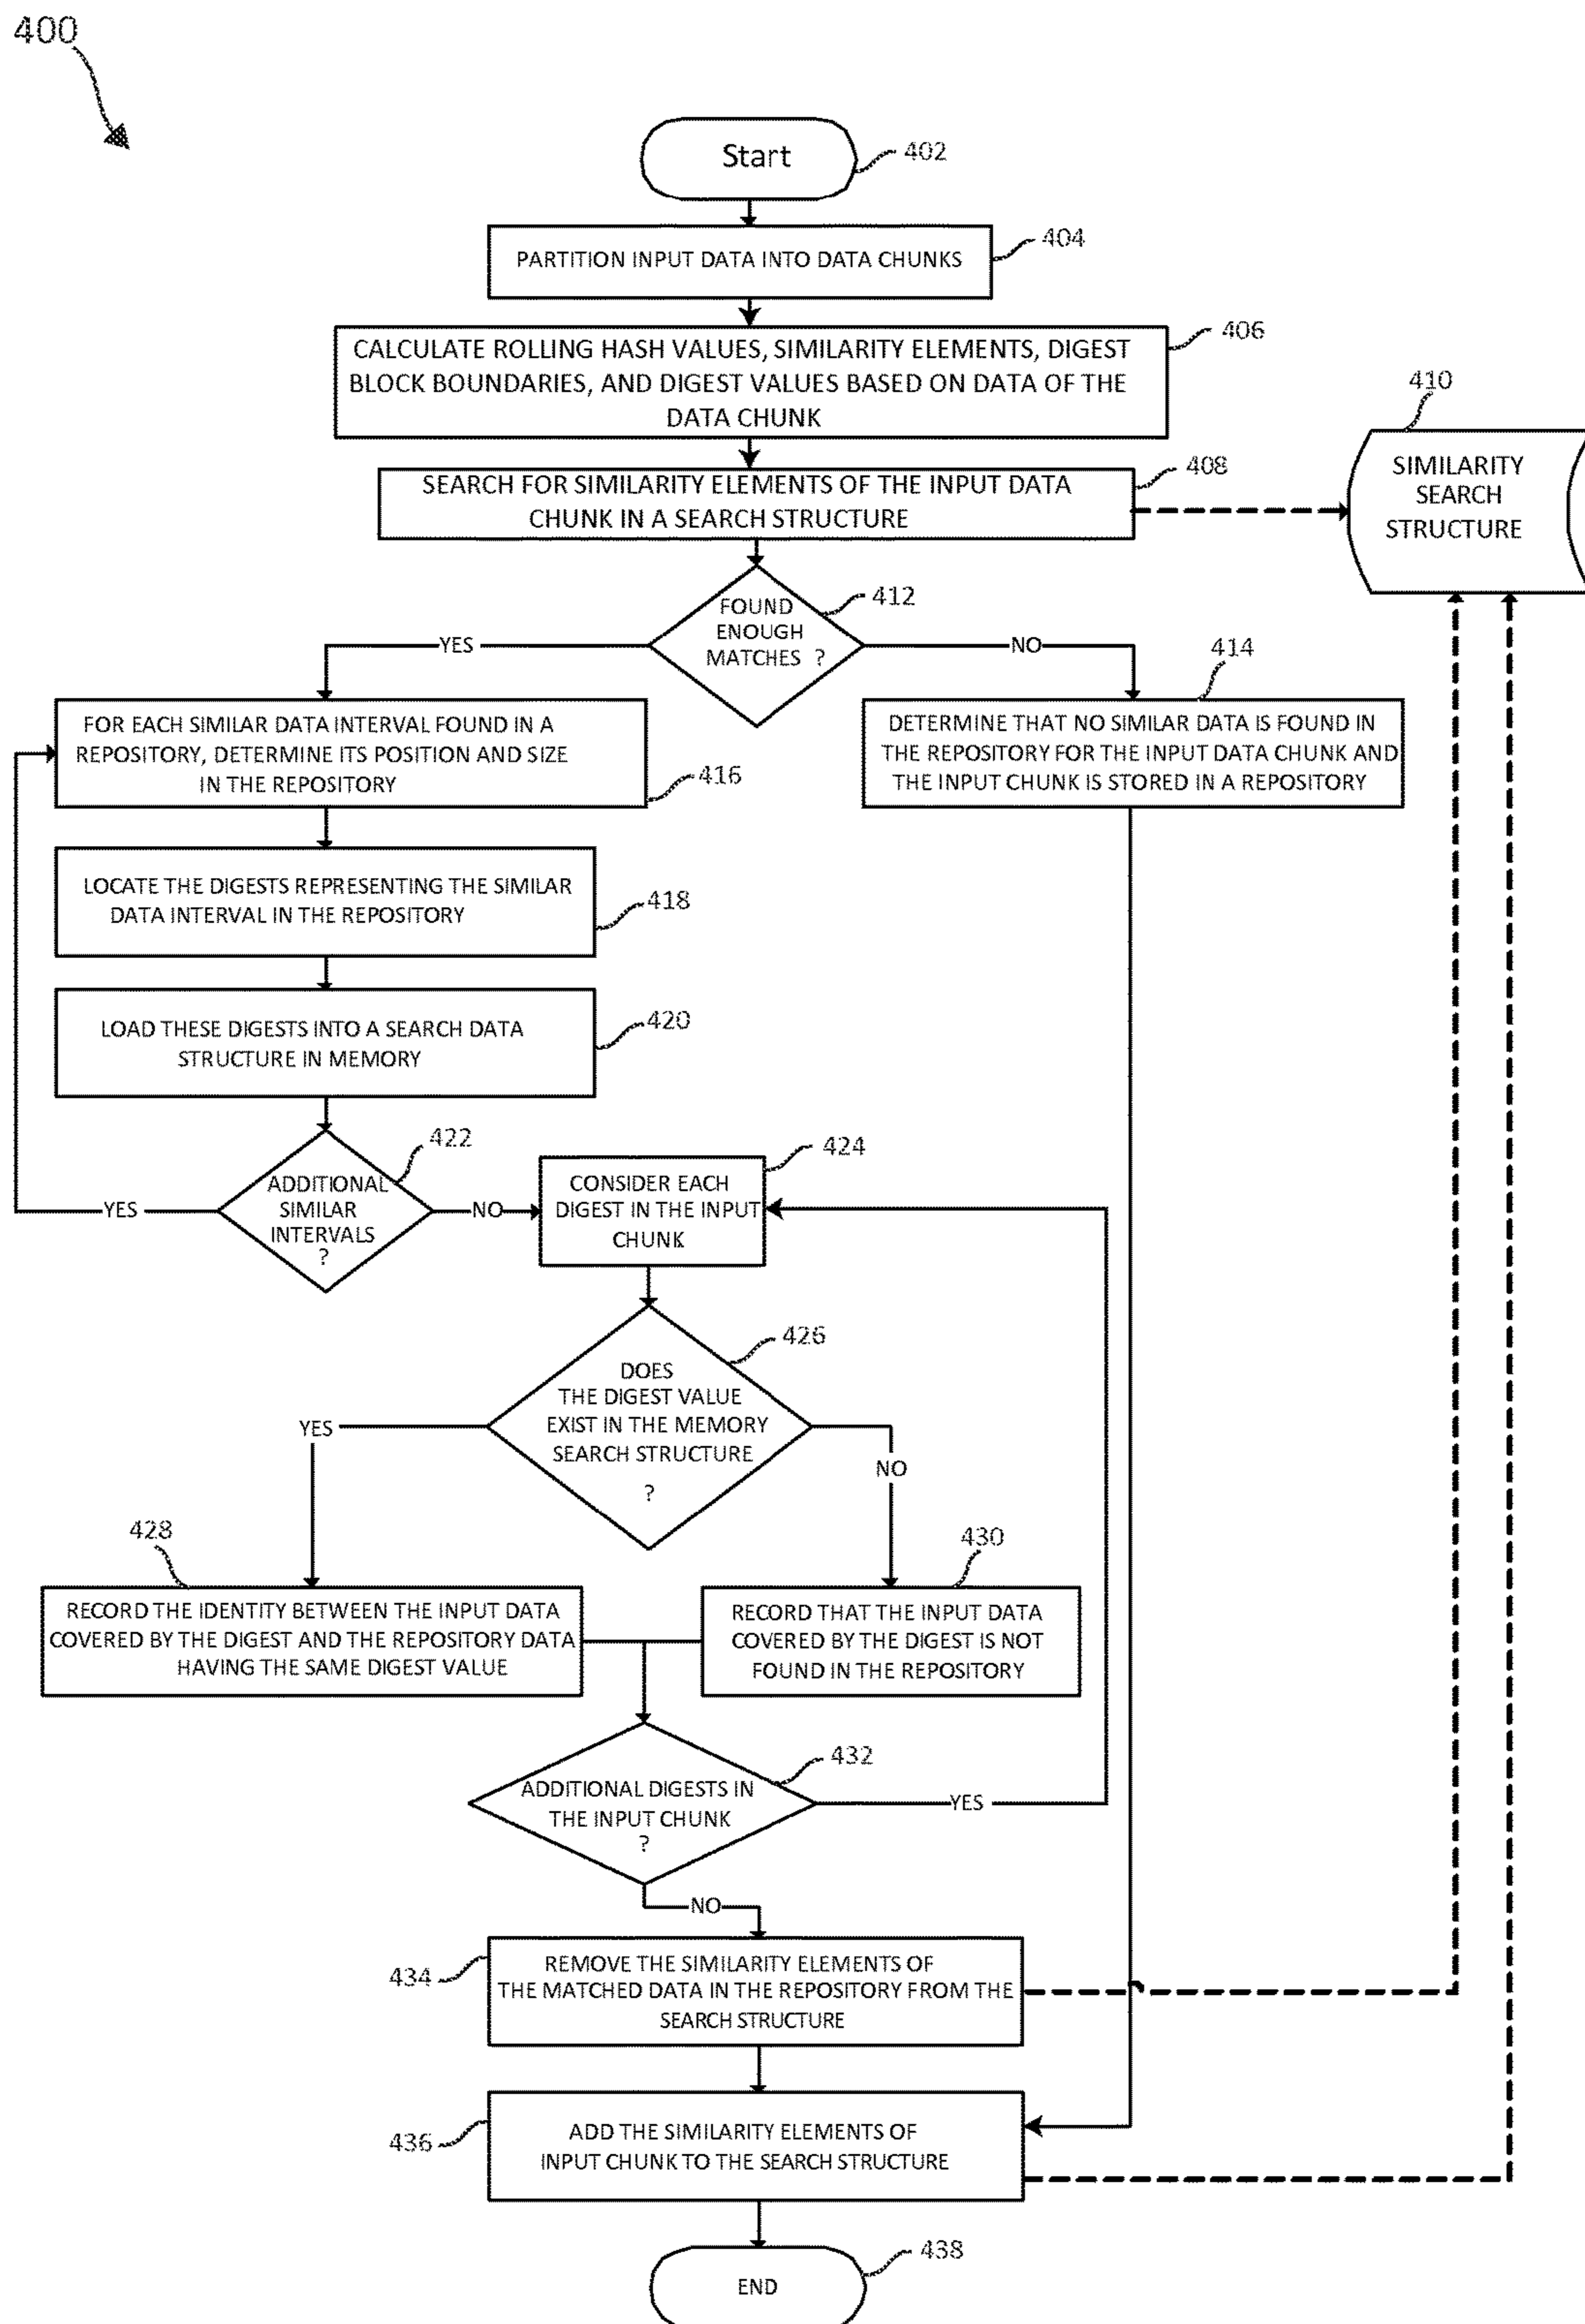 400
Start
402
PARTITION INPUT DATA INTO DATA CHUNKS
404
CALCULATE ROLLING HASH VALUES, SIMILARITY ELEMENTS, DIGEST
BLOCK BOUNDARIES, AND DIGEST VALUES BASED ON DATA OF THE
DATA CHUNK
406
SEARCH FOR SIMILARITY ELEMENTS OF THE INPUT DATA
CHUNK IN A SEARCH STRUCTURE
408
410
SIMILARITY
SEARCH
STRUCTURE
FOUND
ENOUGH
MATCHES ?
412
YES
NO
414
FOR EACH SIMILAR DATA INTERVAL FOUND IN A
REPOSITORY, DETERMINE ITS POSITION AND SIZE
IN THE REPOSITORY
416
DETERMINE THAT NO SIMILAR DATA IS FOUND IN
THE REPOSITORY FOR THE INPUT DATA CHUNK AND
THE INPUT CHUNK IS STORED IN A REPOSITORY
LOCATE THE DIGESTS REPRESENTING THE SIMILAR
DATA INTERVAL IN THE REPOSITORY
418
LOAD THESE DIGESTS INTO A SEARCH DATA
STRUCTURE IN MEMORY
420
ADDITIONAL
SIMILAR
INTERVALS
?
422
YES
NO
CONSIDER EACH
DIGEST IN THE INPUT
CHUNK
424
DOES
THE DIGEST VALUE
EXIST IN THE MEMORY
SEARCH STRUCTURE
?
426
YES
NO
428
RECORD THE IDENTITY BETWEEN THE INPUT DATA
COVERED BY THE DIGEST AND THE REPOSITORY DATA
HAVING THE SAME DIGEST VALUE
430
RECORD THAT THE INPUT DATA
COVERED BY THE DIGEST IS NOT
FOUND IN THE REPOSITORY
ADDITIONAL DIGESTS IN
THE INPUT CHUNK
?
432
YES
NO
434
REMOVE THE SIMILARITY ELEMENTS OF
THE MATCHED DATA IN THE REPOSITORY FROM THE
SEARCH STRUCTURE
436
ADD THE SIMILARITY ELEMENTS OF
INPUT CHUNK TO THE SEARCH STRUCTURE
END
438